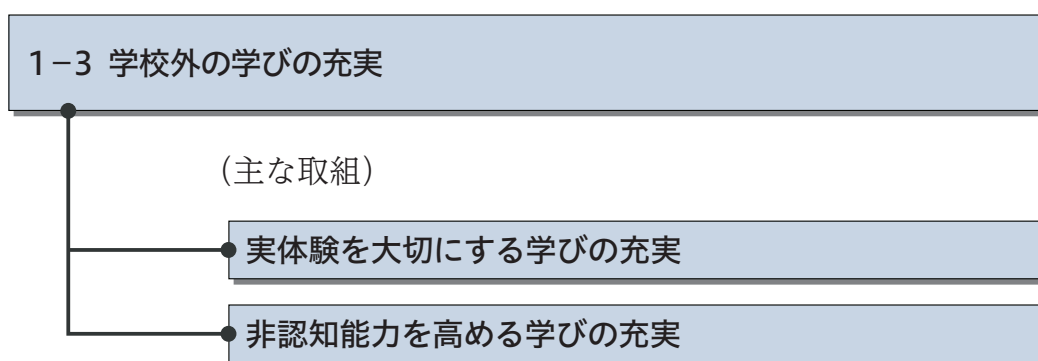 1−3 学校外の学びの充実
（主な取組）
実体験を大切にする学びの充実
非認知能力を高める学びの充実